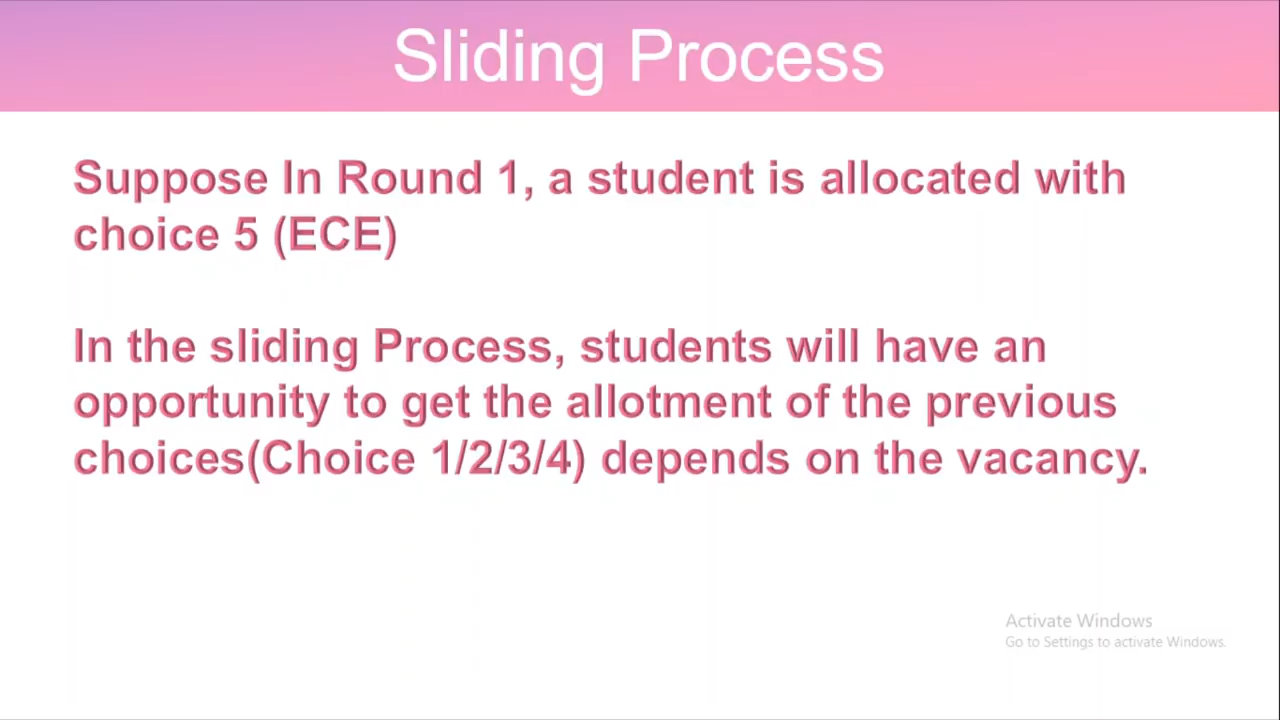 Sliding Process
Suppose In Round 1, a student is allocated with
choice 5 (ECE)
In the sliding Process, students will have an
opportunity to get the allotment of the previous
choices(Choice 1/2/3/4) depends on the vacancy.
Activate Windows
Go to Settings to activate Windows.